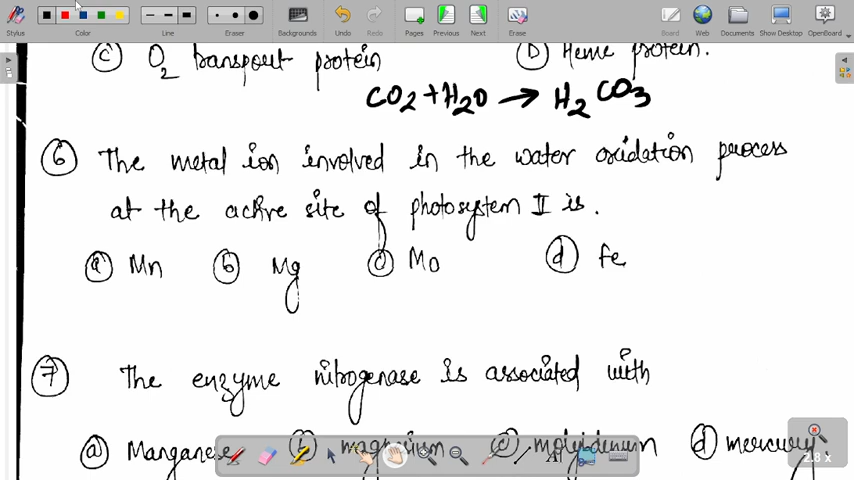 Stylus Color Line Eraser Backgrounds Undo Redo Pages Previous Next Erase Board Web Documents Show Desktop OpenBoard
(c) O2 transport protein (D) Heme protein.
CO2 + H2O → H2CO3
(6) The metal ion involved in the water oxidation process
at the active site of photosystem II is.
(a) Mn (b) Mg (c) Mo (d) Fe
(7) The enzyme nitrogenase is associated with
(a) Manganese (b) magnesium (c) molybdenum (d) mercury
2.8 x